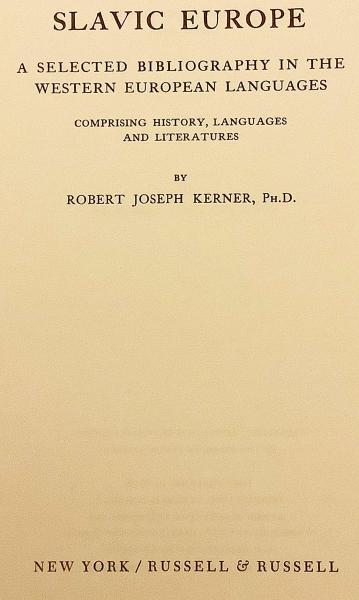 SLAVIC EUROPE
A SELECTED BIBLIOGRAPHY IN THE
WESTERN EUROPEAN LANGUAGES
COMPRISING HISTORY, LANGUAGES
AND LITERATURES
BY
ROBERT JOSEPH KERNER, PH.D.
NEW YORK / RUSSELL & RUSSELL